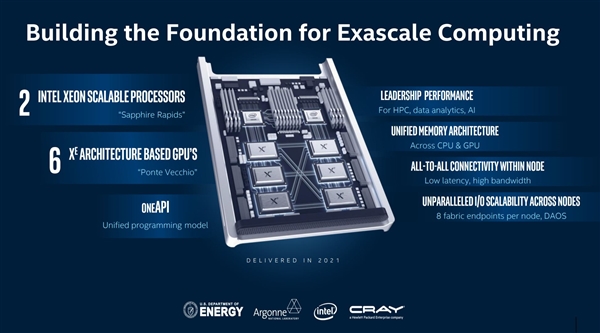 Building the Foundation for Exascale Computing
2 INTEL XEON SCALABLE PROCESSORS
"Sapphire Rapids"
6 Xᵉ ARCHITECTURE BASED GPU'S
"Ponte Vecchio"
ONEAPI
Unified programming model
LEADERSHIP PERFORMANCE
For HPC, data analytics, AI
UNIFIED MEMORY ARCHITECTURE
Across CPU & GPU
ALL-TO-ALL CONNECTIVITY WITHIN NODE
Low latency, high bandwidth
UNPARALLELED I/O SCALABILITY ACROSS NODES
8 fabric endpoints per node, DAOS
DELIVERED IN 2021
U.S. DEPARTMENT OF
ENERGY
Argonne
NATIONAL LABORATORY
intel
CRAY
a Hewlett Packard Enterprise company